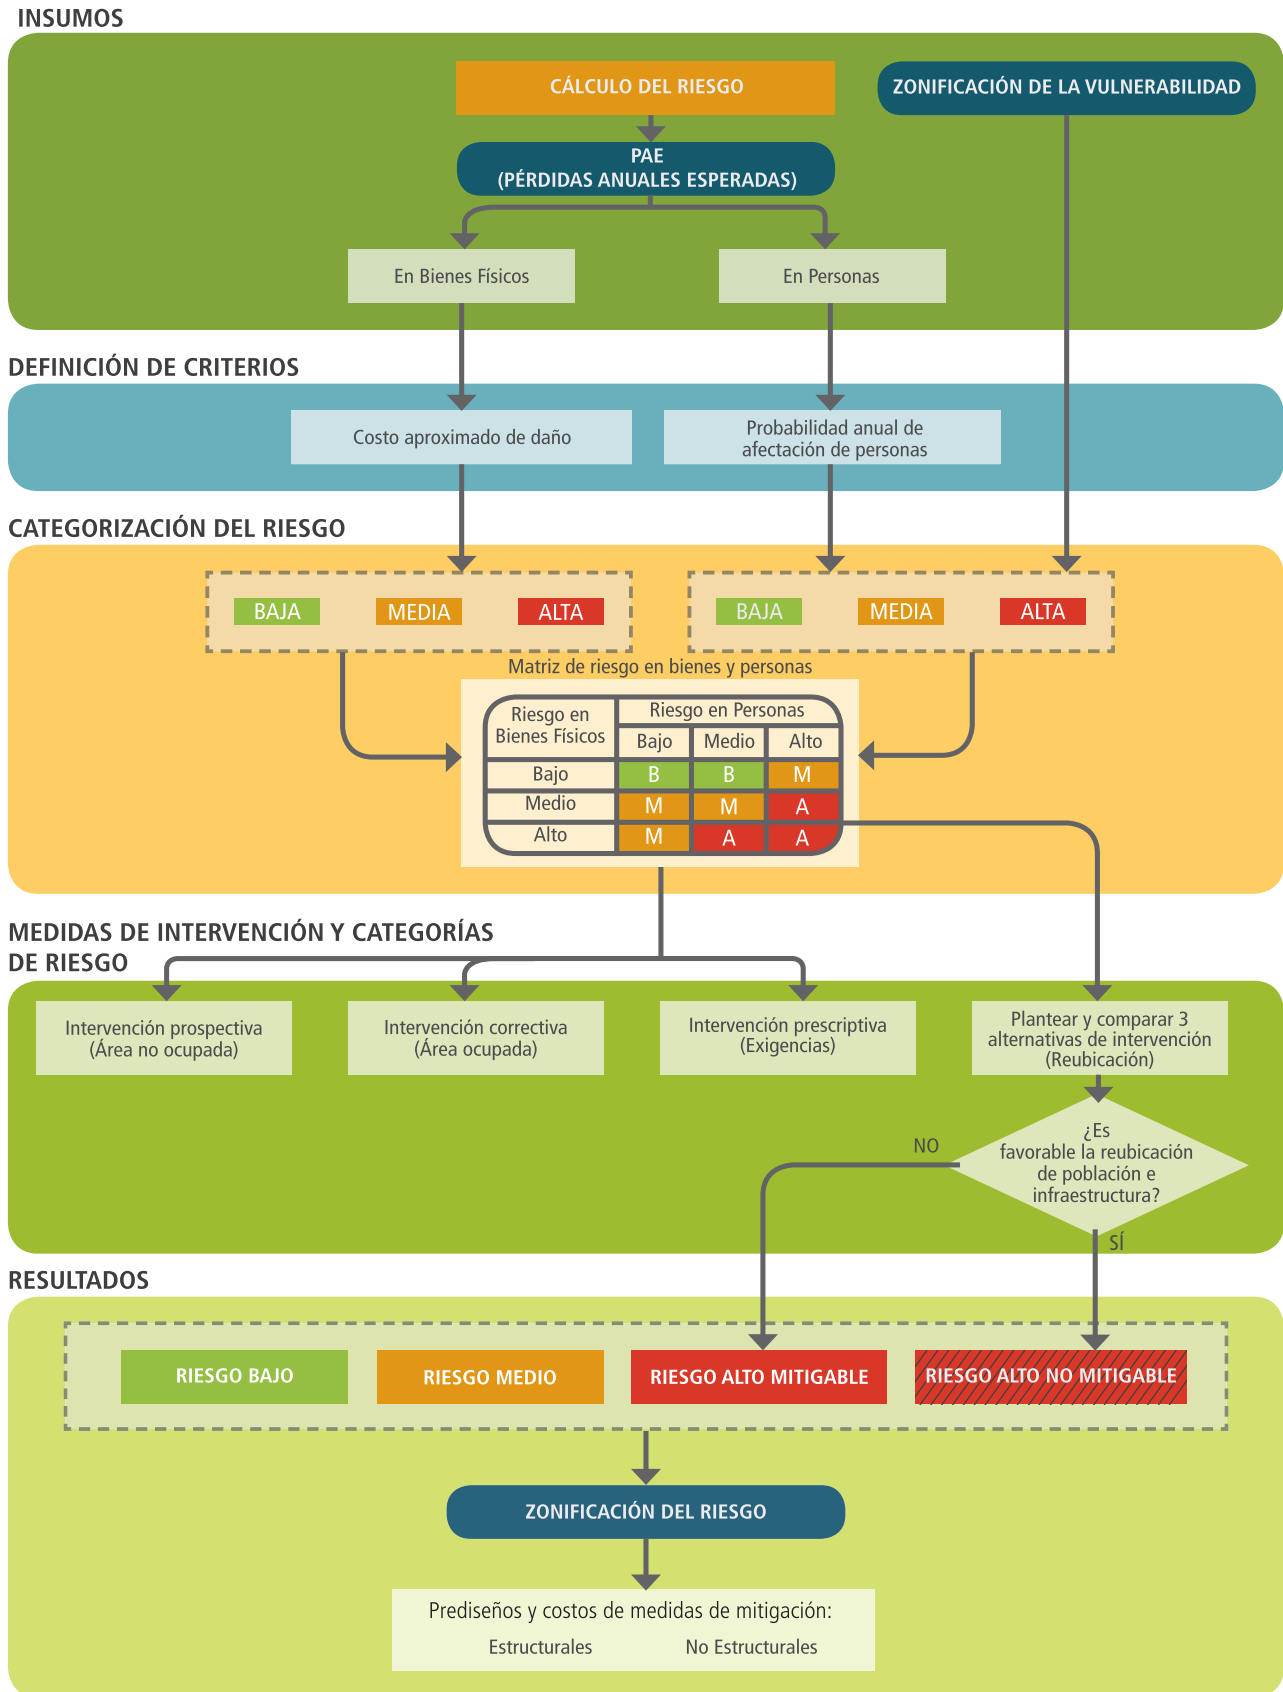 INSUMOS
CÁLCULO DEL RIESGO
ZONIFICACIÓN DE LA VULNERABILIDAD
PAE
(PÉRDIDAS ANUALES ESPERADAS)
En Bienes Físicos
En Personas
DEFINICIÓN DE CRITERIOS
Costo aproximado de daño
Probabilidad anual de
afectación de personas
CATEGORIZACIÓN DEL RIESGO
BAJA
MEDIA
ALTA
BAJA
MEDIA
ALTA
Matriz de riesgo en bienes y personas
Riesgo en
Bienes Físicos
Riesgo en Personas
Bajo
Medio
Alto
Bajo
B
B
M
Medio
M
M
A
Alto
M
A
A
MEDIDAS DE INTERVENCIÓN Y CATEGORÍAS
DE RIESGO
Intervención prospectiva
(Área no ocupada)
Intervención correctiva
(Área ocupada)
Intervención prescriptiva
(Exigencias)
Plantear y comparar 3
alternativas de intervención
(Reubicación)
¿Es
favorable la reubicación
de población e
infraestructura?
NO
SÍ
RESULTADOS
RIESGO BAJO
RIESGO MEDIO
RIESGO ALTO MITIGABLE
RIESGO ALTO NO MITIGABLE
ZONIFICACIÓN DEL RIESGO
Prediseños y costos de medidas de mitigación:
Estructurales
No Estructurales